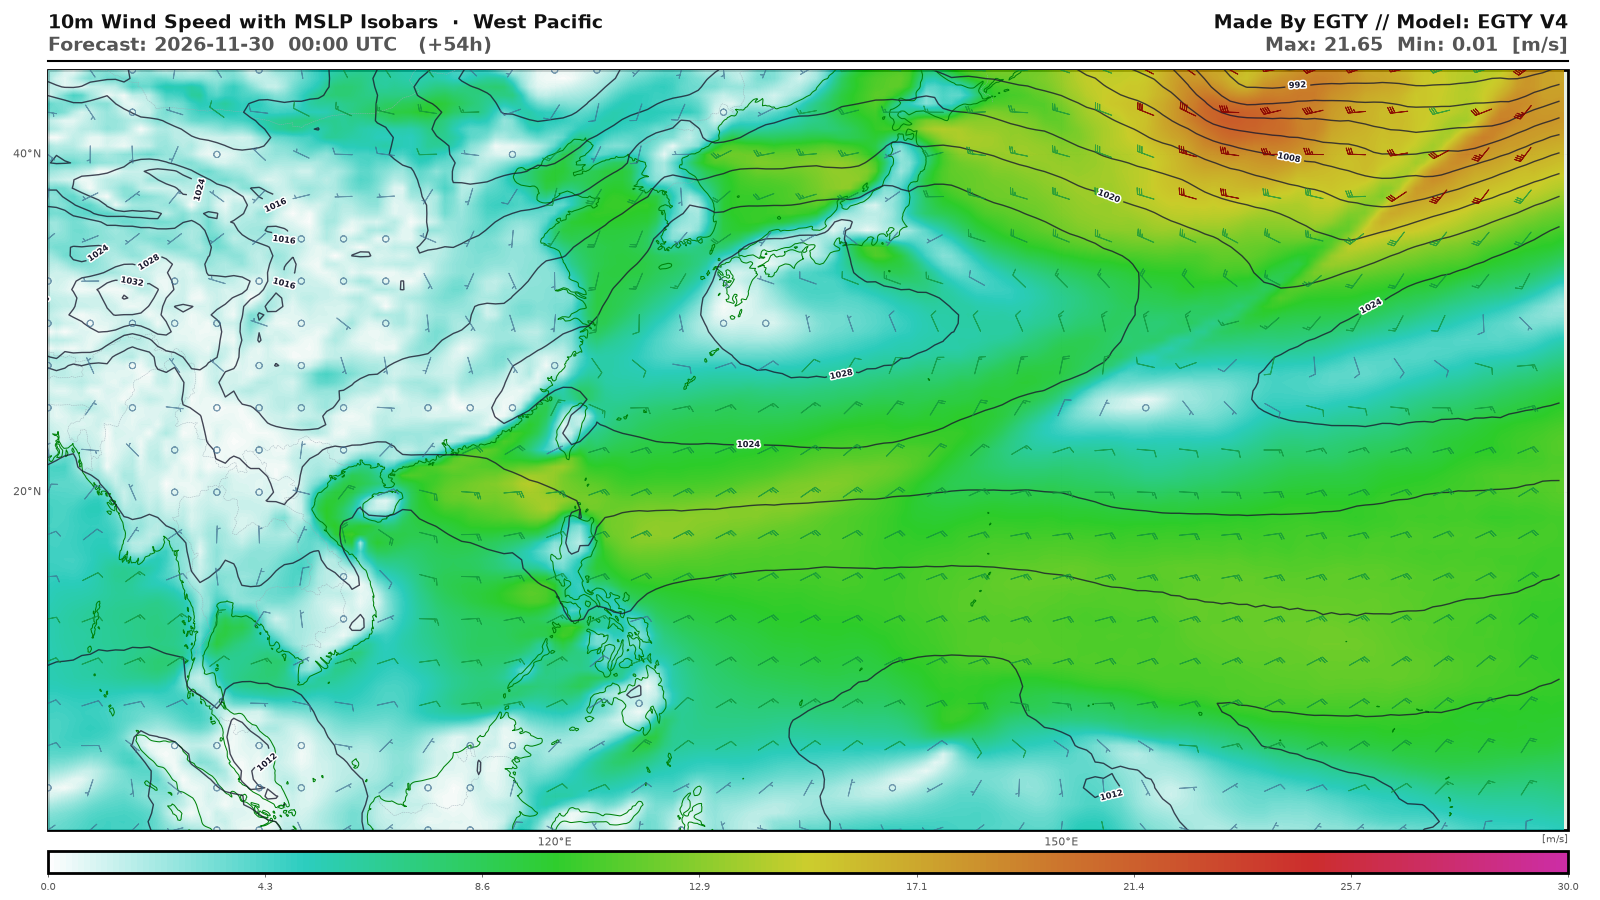 10m Wind Speed with MSLP Isobars · West Pacific
Made By EGTY // Model: EGTY V4
Forecast: 2026-11-30 00:00 UTC (+54h)
Max: 21.65 Min: 0.01 [m/s]
992
40°N
1008
1024
1020
1016
1016
1024
1028
1032
1016
1024
1028
1024
20°N
1012
1012
120°E
150°E
[m/s]
0.0 4.3 8.6 12.9 17.1 21.4 25.7 30.0